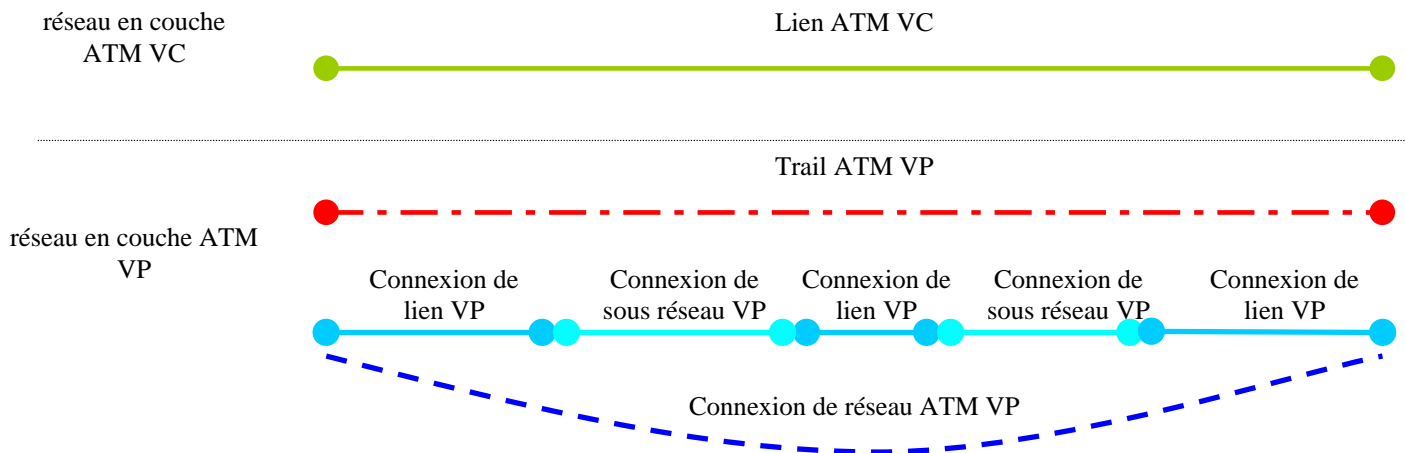 réseau en couche
ATM VC
Lien ATM VC
Trail ATM VP
réseau en couche ATM
VP
Connexion de
lien VP
Connexion de
sous réseau VP
Connexion de
lien VP
Connexion de
sous réseau VP
Connexion de
lien VP
Connexion de réseau ATM VP